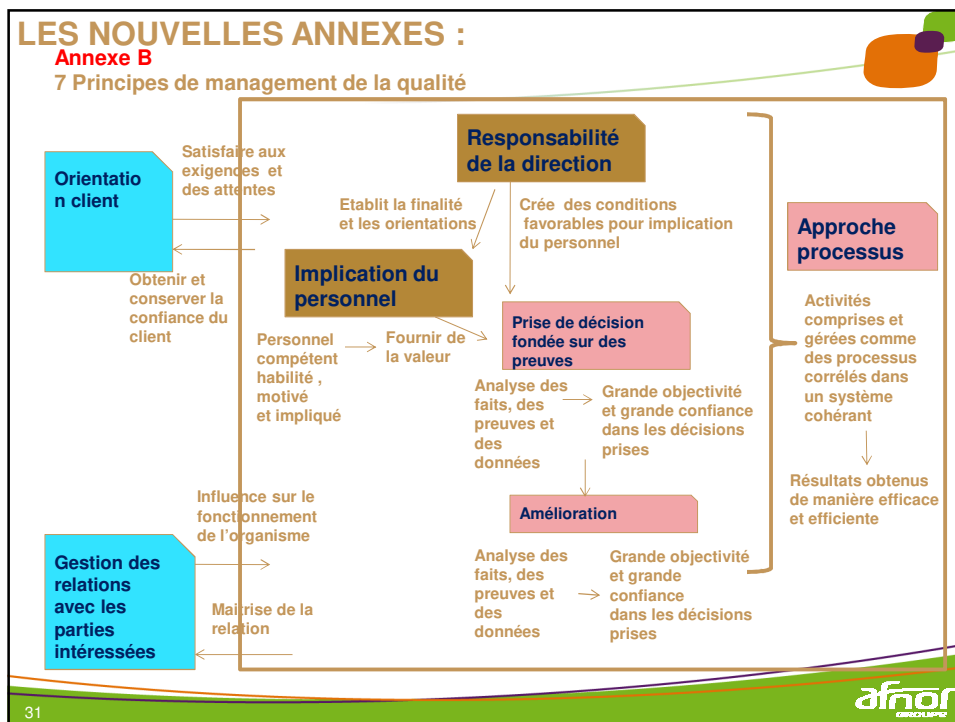 LES NOUVELLES ANNEXES :
Annexe B
7 Principes de management de la qualité
Orientatio
n client
Satisfaire aux
exigences et
des attentes
Obtenir et
conserver la
confiance du
client
Responsabilité
de la direction
Etablit la finalité
et les orientations
Crée des conditions
favorables pour implication
du personnel
Implication du
personnel
Personnel
compétent
habilité ,
motivé
et impliqué
Fournir de
la valeur
Prise de décision
fondée sur des
preuves
Analyse des
faits, des
preuves et
des
données
Grande objectivité
et grande confiance
dans les décisions
prises
Amélioration
Analyse des
faits, des
preuves et
des
données
Grande objectivité
et grande
confiance
dans les décisions
prises
Approche
processus
Activités
comprises et
gérées comme
des processus
corrélés dans
un système
cohérant
Résultats obtenus
de manière efficace
et efficiente
Influence sur le
fonctionnement
de l'organisme
Gestion des
relations
avec les
parties
intéressées
Maitrise de la
relation
31
afnor
GROUPE